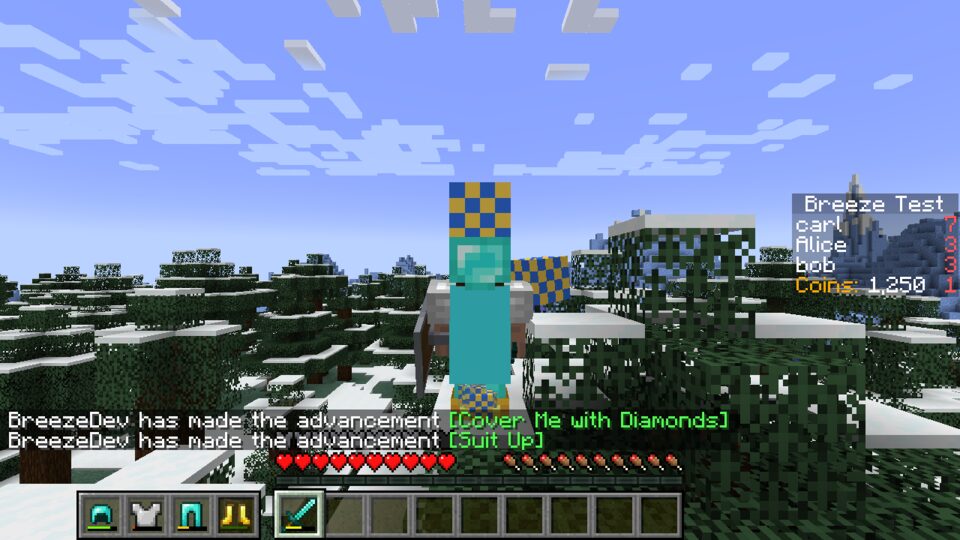 Breeze Test
carl 7
Alice 3
bob 3
Coins: 1,250 1
BreezeDev has made the advancement [Cover Me with Diamonds]
BreezeDev has made the advancement [Suit Up]